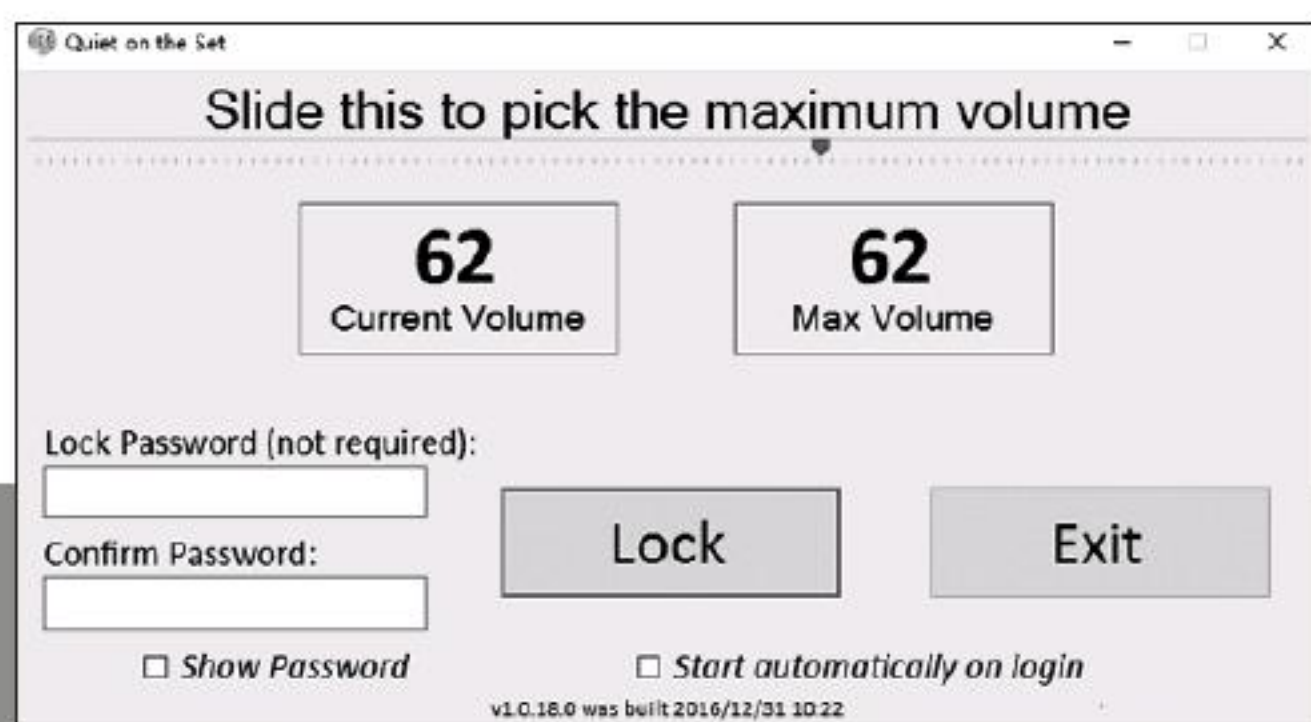 Quiet on the Set
Slide this to pick the maximum volume
62
Current Volume
62
Max Volume
Lock Password (not required):
Confirm Password:
Lock
Exit
Show Password
Start automatically on login
v1.0.18.0 was built 2016/12/31 10:22